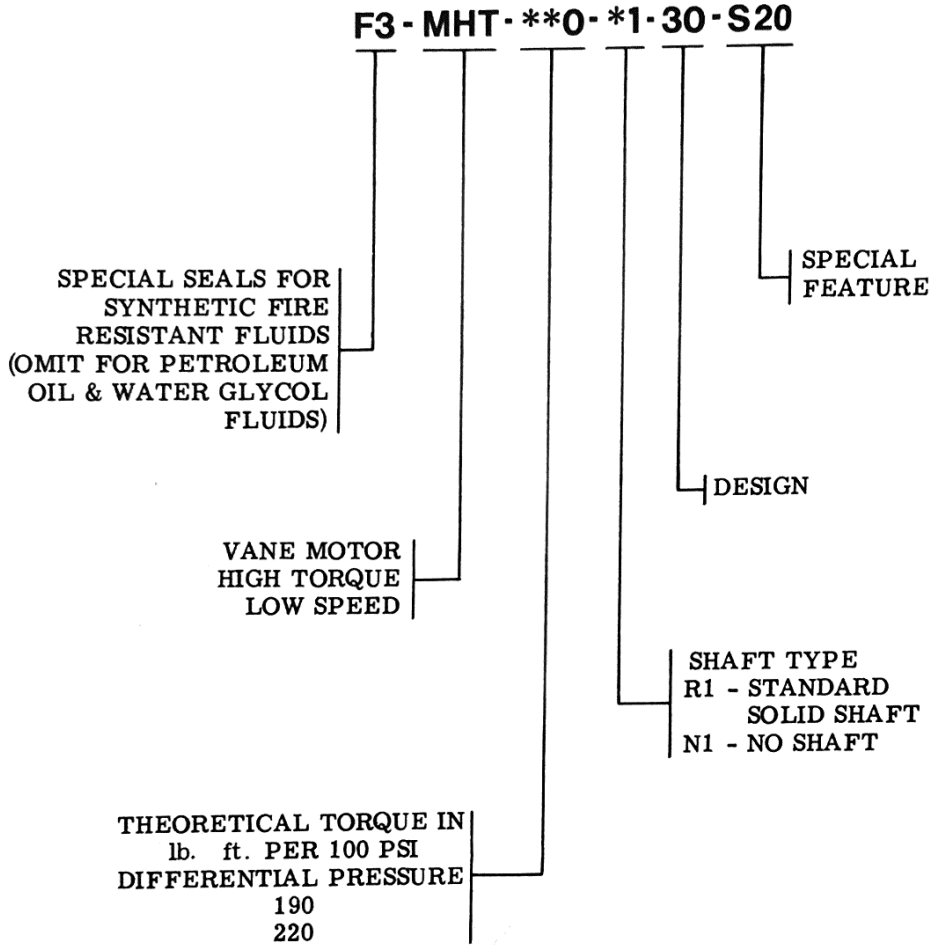 F3-MHT-**0-*1-30-S20
SPECIAL
FEATURE
SPECIAL SEALS FOR
SYNTHETIC FIRE
RESISTANT FLUIDS
(OMIT FOR PETROLEUM
OIL & WATER GLYCOL
FLUIDS)
DESIGN
VANE MOTOR
HIGH TORQUE
LOW SPEED
SHAFT TYPE
R1 - STANDARD
SOLID SHAFT
N1 - NO SHAFT
THEORETICAL TORQUE IN
lb. ft. PER 100 PSI
DIFFERENTIAL PRESSURE
190
220